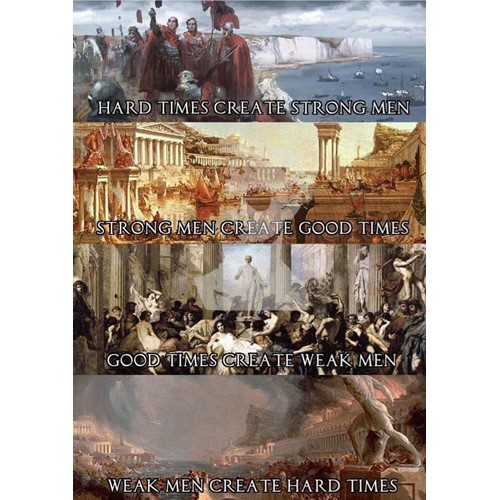 HARD TIMES CREATE STRONG MEN
STRONG MEN CREATE GOOD TIMES
GOOD TIMES CREATE WEAK MEN
WEAK MEN CREATE HARD TIMES